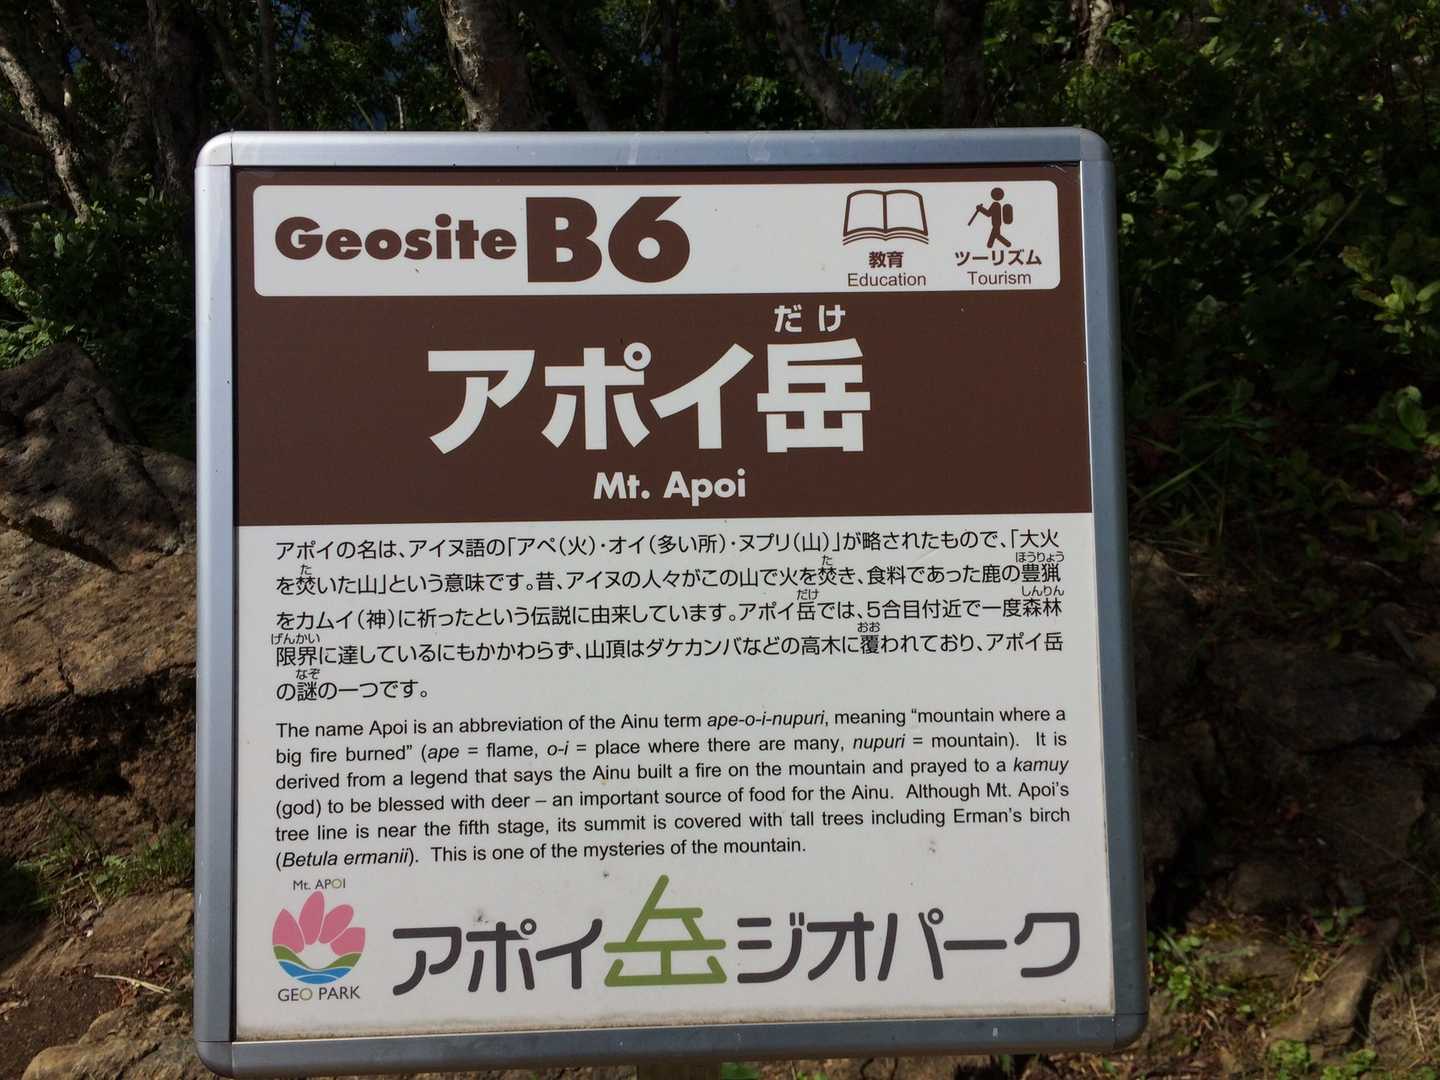 Geosite B6
教育
Education
ツーリズム
Tourism
だけ
アポイ岳
Mt. Apoi
アポイの名は、アイヌ語の「アペ(火)・オイ(多い所)・ヌプリ(山)」が略されたもので、「大火
た た ほうりょう
を焚いた山」という意味です。昔、アイヌの人々がこの山で火を焚き、食料であった鹿の豊猟
だけ しんりん
をカムイ(神)に祈ったという伝説に由来しています。アポイ岳では、5合目付近で一度森林
げんかい おお
限界に達しているにもかかわらず、山頂はダケカンバなどの高木に覆われており、アポイ岳
なぞ
の謎の一つです。
The name Apoi is an abbreviation of the Ainu term ape-o-i-nupuri, meaning “mountain where a
big fire burned” (ape = flame, o-i = place where there are many, nupuri = mountain). It is
derived from a legend that says the Ainu built a fire on the mountain and prayed to a kamuy
(god) to be blessed with deer – an important source of food for the Ainu. Although Mt. Apoi’s
tree line is near the fifth stage, its summit is covered with tall trees including Erman’s birch
(Betula ermanii). This is one of the mysteries of the mountain.
Mt. APOI
GEO PARK
アポイ岳ジオパーク